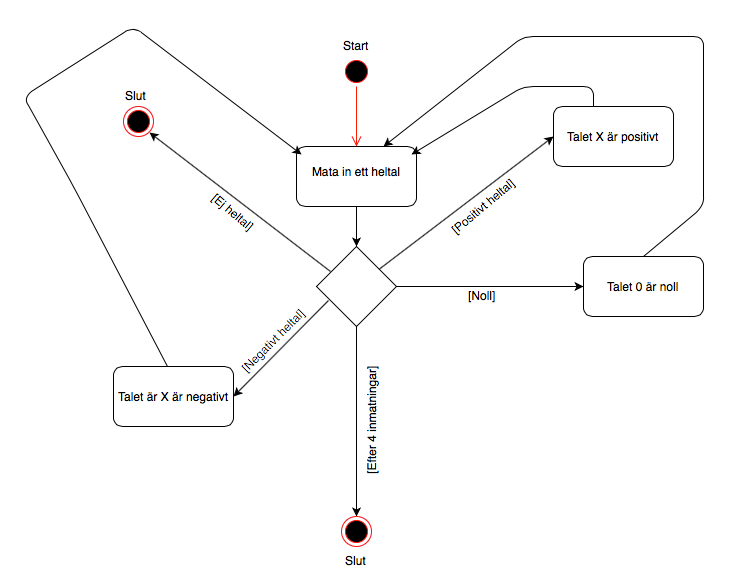 Start
Slut
Talet X är positivt
Mata in ett heltal
[Ej heltal]
[Positivt heltal]
Talet 0 är noll
[Noll]
[Negativt heltal]
Talet är X är negativt
[Efter 4 inmatningar]
Slut